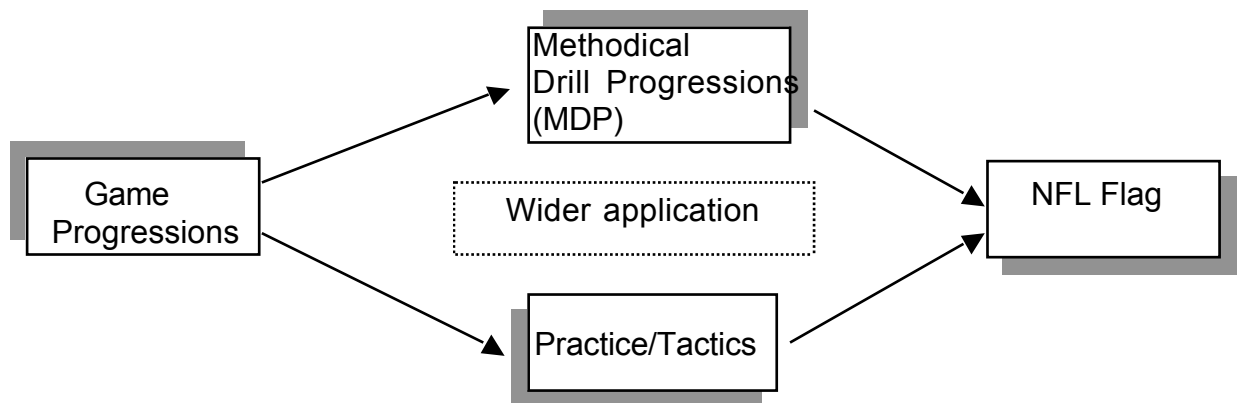 Methodical
Drill Progressions
(MDP)
Game
Progressions
Wider application
NFL Flag
Practice/Tactics